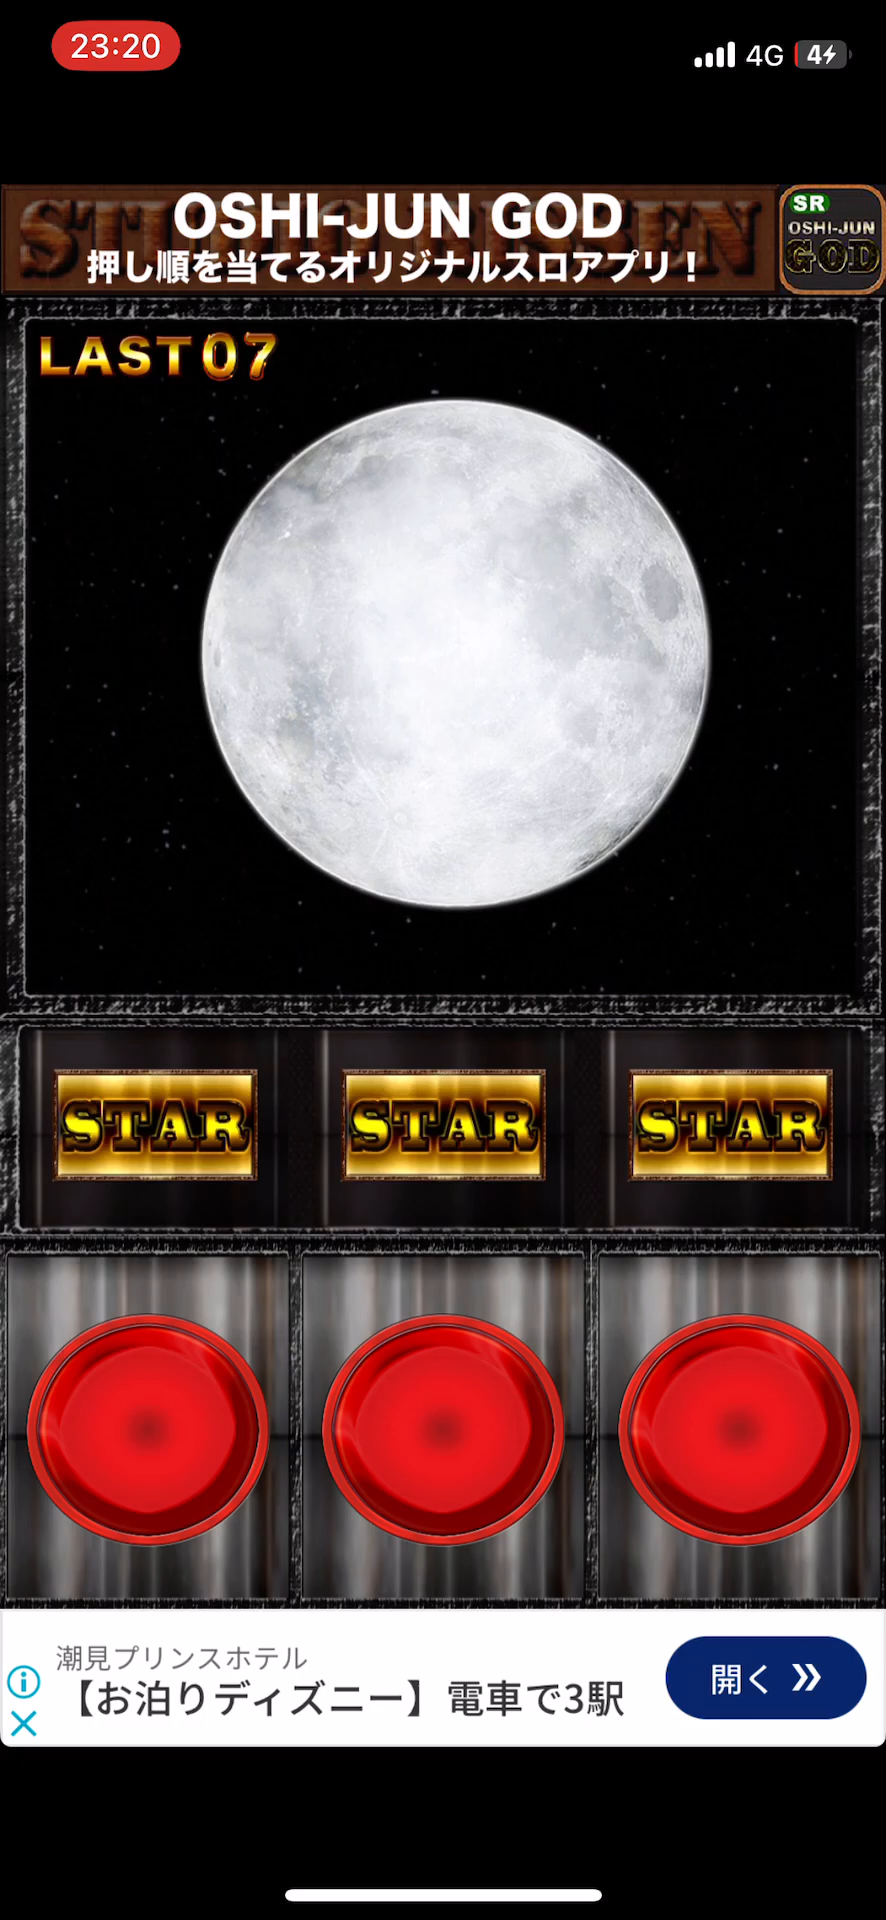 23:20
4G
4
OSHI-JUN GOD
押し順を当てるオリジナルスロアプリ！
SR
OSHI-JUN
GOD
LAST 07
STAR STAR STAR
潮見プリンスホテル
【お泊りディズニー】電車で3駅
開く